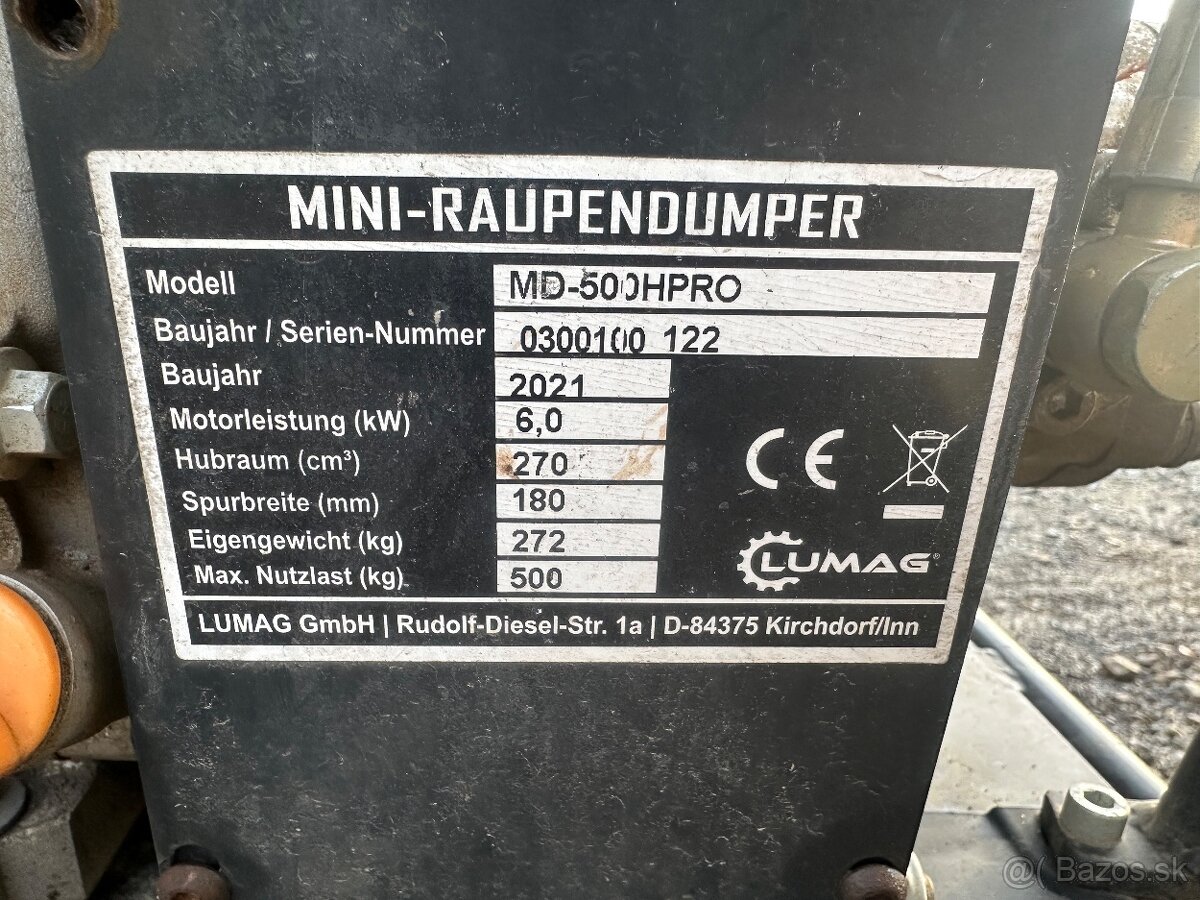 MINI-RAUPENDUMPER
Modell MD-500HPRO
Baujahr / Serien-Nummer 0300100 122
Baujahr 2021
Motorleistung (kW) 6,0
Hubraum (cm³) 270
Spurbreite (mm) 180
Eigengewicht (kg) 272
Max. Nutzlast (kg) 500
CE
LUMAG®
LUMAG GmbH | Rudolf-Diesel-Str. 1a | D-84375 Kirchdorf/Inn
Bazos.sk